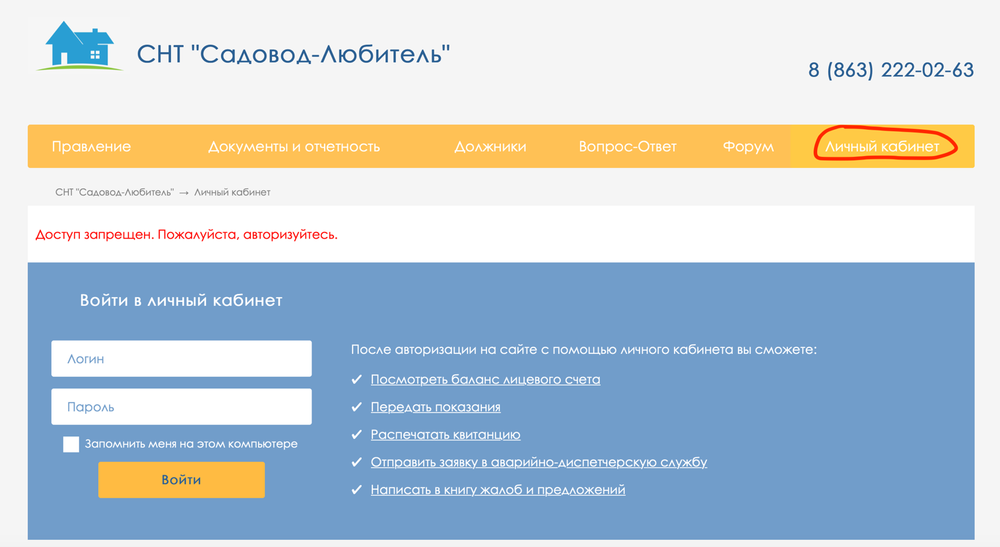 СНТ "Садовод-Любитель"
8 (863) 222-02-63
Правление Документы и отчетность Должники Вопрос-Ответ Форум Личный кабинет
СНТ "Садовод-Любитель" → Личный кабинет
Доступ запрещен. Пожалуйста, авторизуйтесь.
Войти в личный кабинет
Логин
Пароль
Запомнить меня на этом компьютере
Войти
После авторизации на сайте с помощью личного кабинета вы сможете:
Посмотреть баланс лицевого счета
Передать показания
Распечатать квитанцию
Отправить заявку в аварийно-диспетчерскую службу
Написать в книгу жалоб и предложений